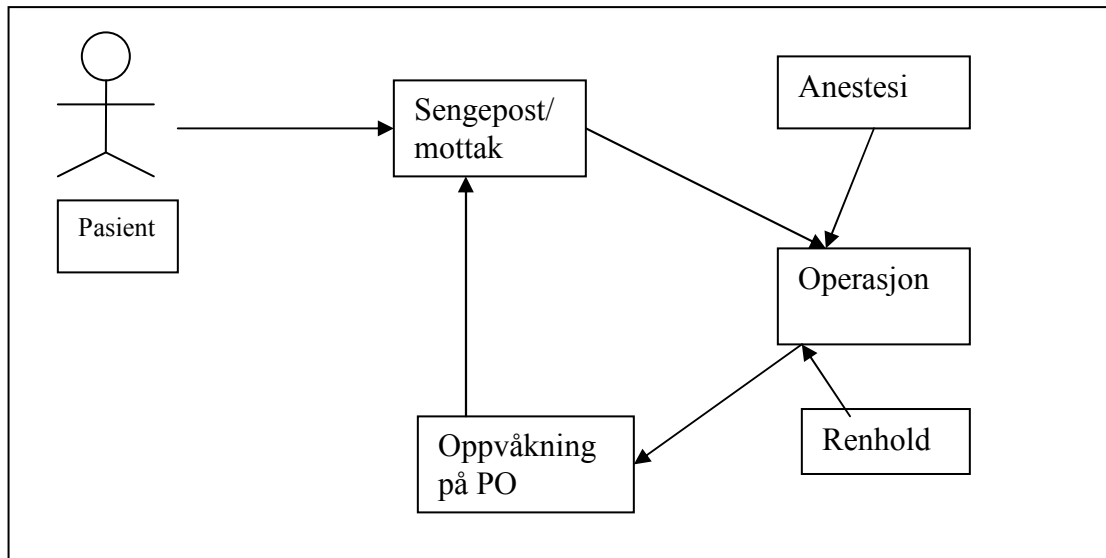 Pasient
Sengepost/
mottak
Anestesi
Operasjon
Renhold
Oppvåkning
på PO